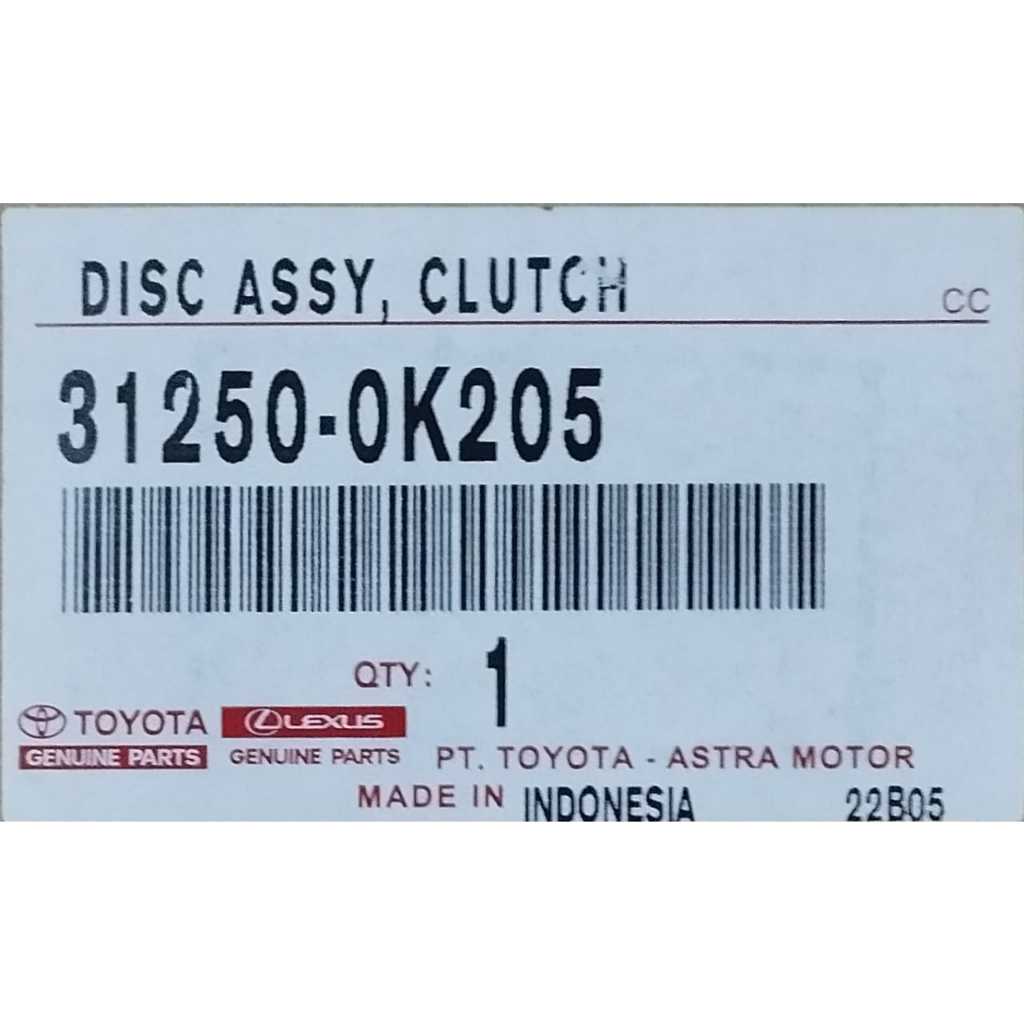 DISC ASSY, CLUTCH
CC
31250-0K205
QTY: 1
TOYOTA LEXUS
GENUINE PARTS GENUINE PARTS PT. TOYOTA - ASTRA MOTOR
MADE IN INDONESIA 22B05